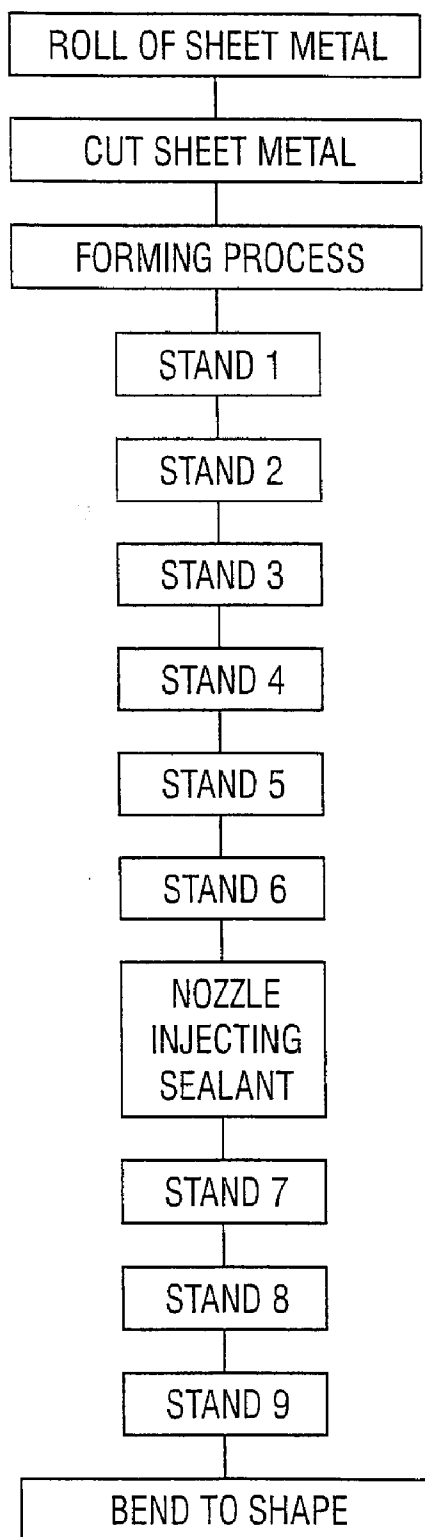 ROLL OF SHEET METAL
CUT SHEET METAL
FORMING PROCESS
STAND 1
STAND 2
STAND 3
STAND 4
STAND 5
STAND 6
NOZZLE
INJECTING
SEALANT
STAND 7
STAND 8
STAND 9
BEND TO SHAPE